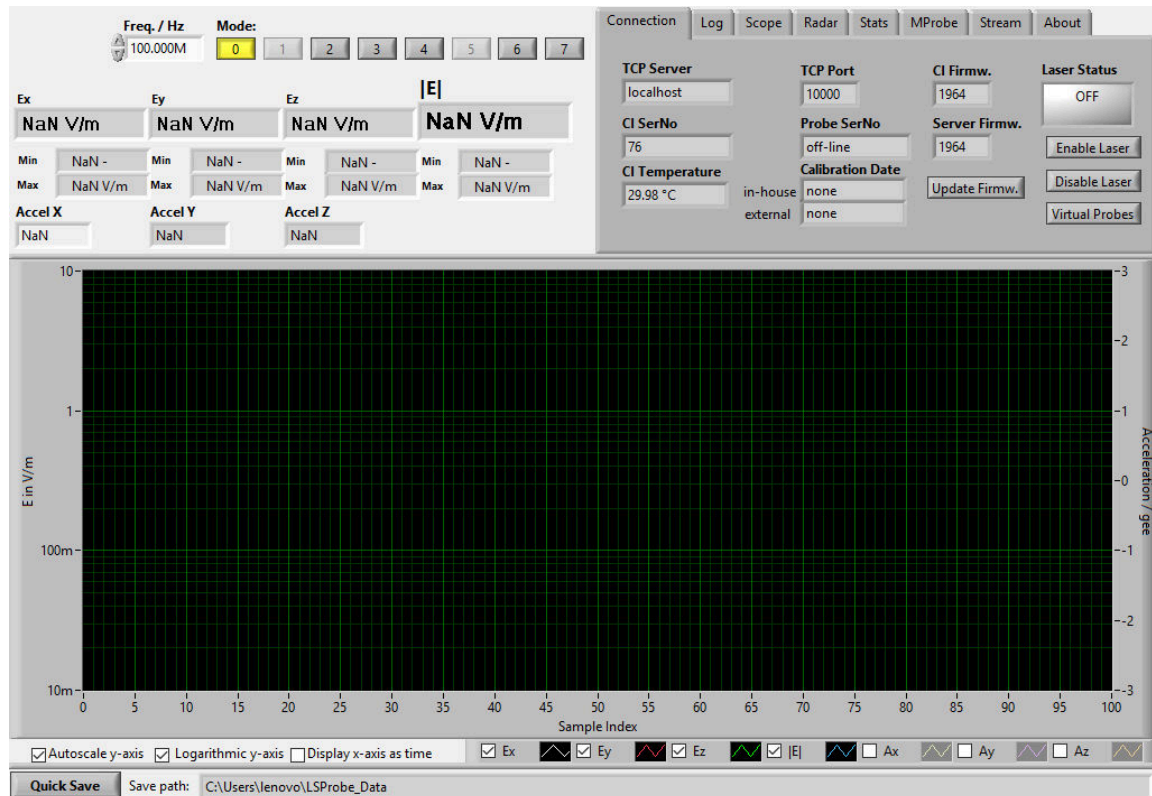 Freq. / Hz Mode:
100.000M 0 1 2 3 4 5 6 7
Ex Ey Ez |E|
NaN V/m NaN V/m NaN V/m NaN V/m
Min NaN - Min NaN - Min NaN - Min NaN -
Max NaN V/m Max NaN V/m Max NaN V/m Max NaN V/m
Accel X Accel Y Accel Z
NaN NaN NaN
Connection Log Scope Radar Stats MProbe Stream About
TCP Server TCP Port CI Firmw. Laser Status
localhost 10000 1964 OFF
CI SerNo Probe SerNo Server Firmw.
76 off-line 1964 Enable Laser
CI Temperature Calibration Date
29.98 °C in-house none Update Firmw. Disable Laser
external none Virtual Probes
10 3
2
1 1
E in V/m 0 Acceleration / gee
100m -1
-2
10m -3
0 5 10 15 20 25 30 35 40 45 50 55 60 65 70 75 80 85 90 95 100
Sample Index
Autoscale y-axis Logarithmic y-axis Display x-axis as time Ex Ey Ez |E| Ax Ay Az
Quick Save Save path: C:\Users\lenovo\LSProbe_Data